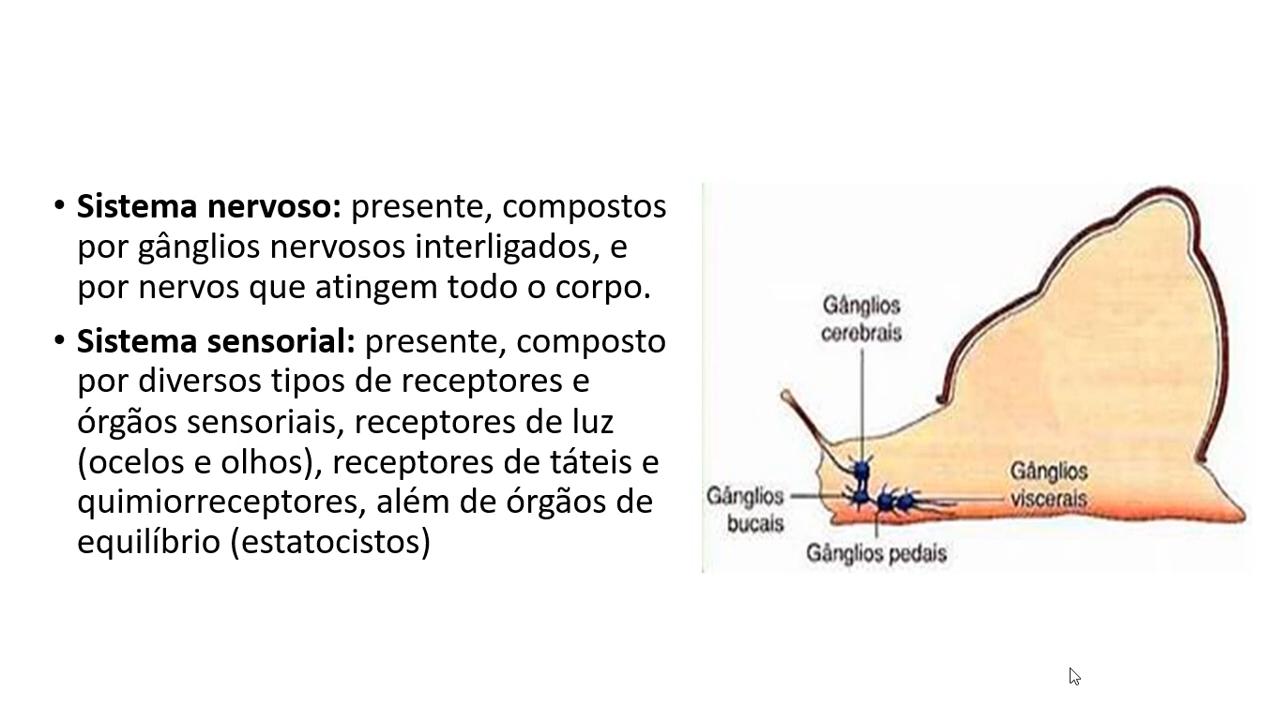 • Sistema nervoso: presente, compostos
por gânglios nervosos interligados, e
por nervos que atingem todo o corpo.
• Sistema sensorial: presente, composto
por diversos tipos de receptores e
órgãos sensoriais, receptores de luz
(ocelos e olhos), receptores de táteis e
quimiorreceptores, além de órgãos de
equilíbrio (estatocistos)
Gânglios
cerebrais
Gânglios
viscerais
Gânglios
bucais
Gânglios pedais